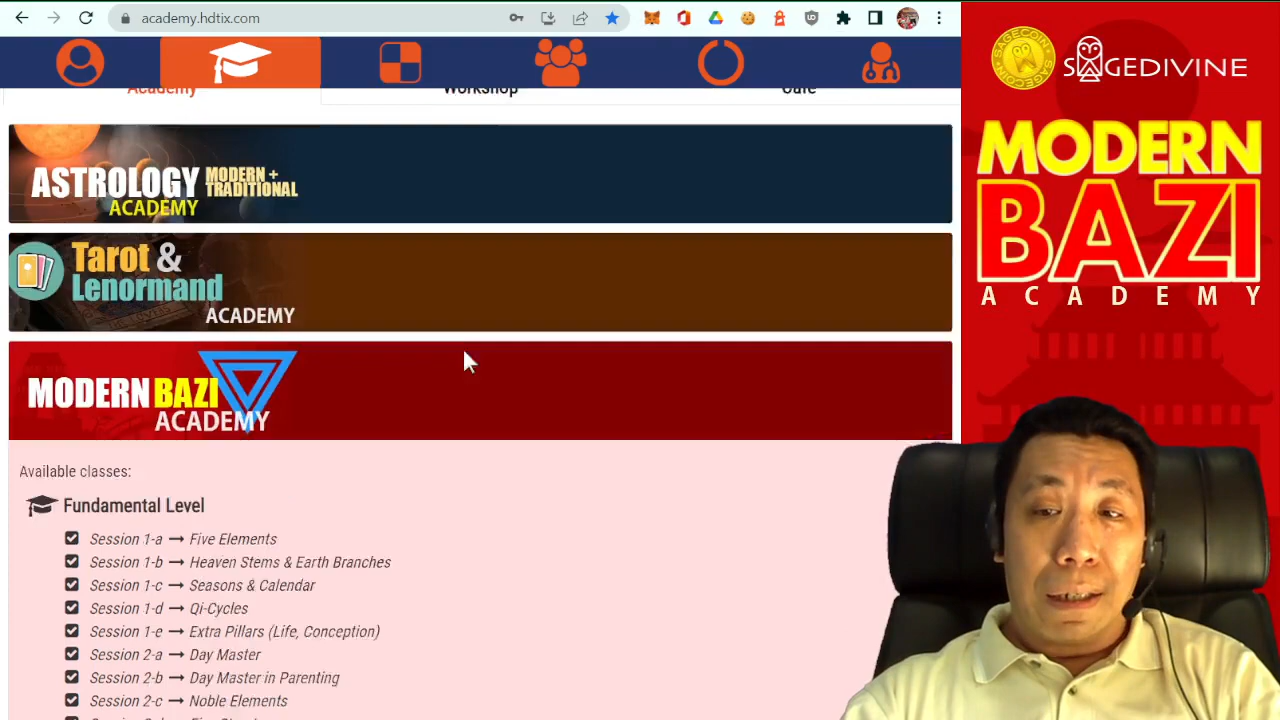 academy.hdtix.com
Academy
Workshop
Cafe
ASTROLOGY MODERN + TRADITIONAL
ACADEMY
Tarot &
Lenormand
ACADEMY
MODERN BAZI
ACADEMY
Available classes:
Fundamental Level
Session 1-a → Five Elements
Session 1-b → Heaven Stems & Earth Branches
Session 1-c → Seasons & Calendar
Session 1-d → Qi-Cycles
Session 1-e → Extra Pillars (Life, Conception)
Session 2-a → Day Master
Session 2-b → Day Master in Parenting
Session 2-c → Noble Elements
SAGECOIN SAGECOIN
SAGEDIVINE
MODERN
BAZI
ACADEMY